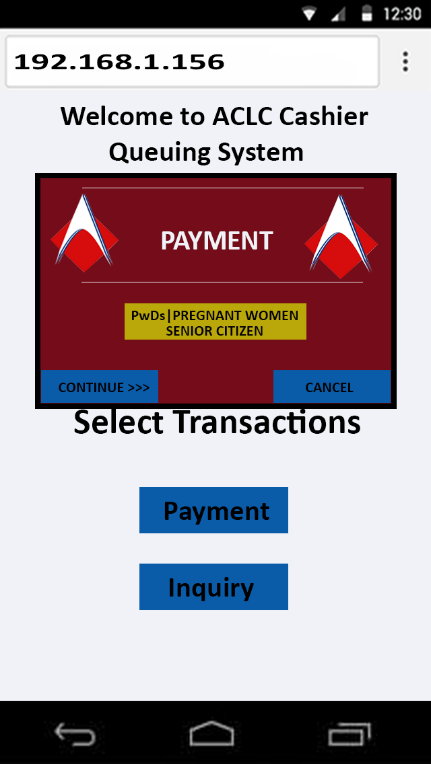 12:30
192.168.1.156
Welcome to ACLC Cashier
Queuing System
PAYMENT
PwDs|PREGNANT WOMEN
SENIOR CITIZEN
CONTINUE >>>
CANCEL
Select Transactions
Payment
Inquiry